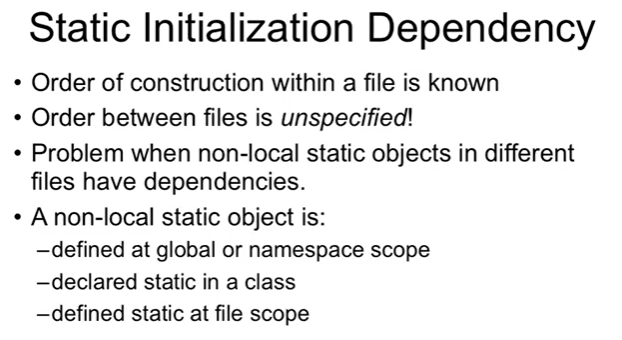 Static Initialization Dependency
• Order of construction within a file is known
• Order between files is unspecified!
• Problem when non-local static objects in different
files have dependencies.
• A non-local static object is:
–defined at global or namespace scope
–declared static in a class
–defined static at file scope